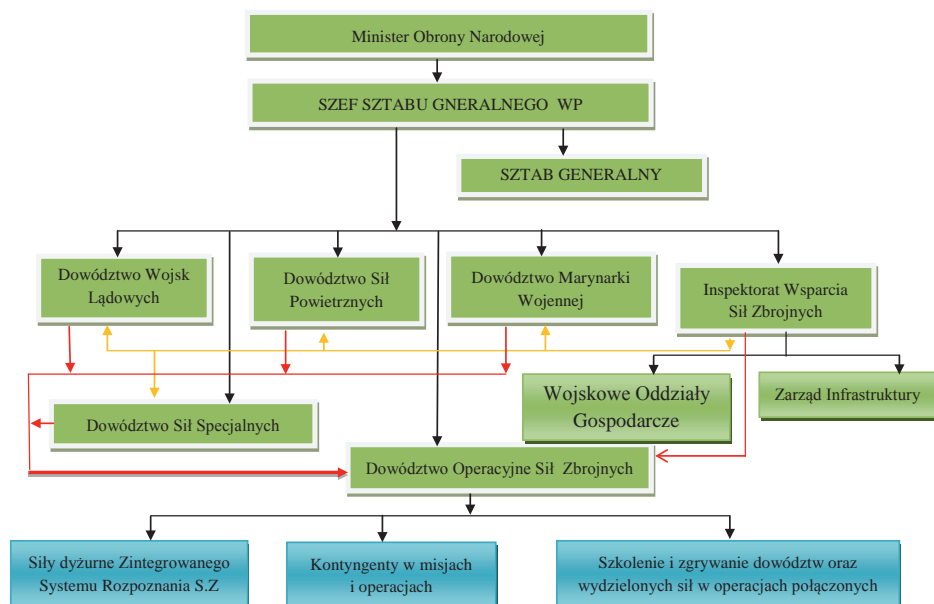 Minister Obrony Narodowej
SZEF SZTABU GNERALNEGO WP
SZTAB GENERALNY
Dowództwo Wojsk
Lądowych
Dowództwo Sił
Powietrznych
Dowództwo Marynarki
Wojennej
Inspektorat Wsparcia
Sił Zbrojnych
Wojskowe Oddziały
Gospodarcze
Zarząd Infrastruktury
Dowództwo Sił Specjalnych
Dowództwo Operacyjne Sił Zbrojnych
Siły dyżurne Zintegrowanego
Systemu Rozpoznania S.Z
Kontyngenty w misjach
i operacjach
Szkolenie i zgrywanie dowództw oraz
wydzielonych sił w operacjach połączonych